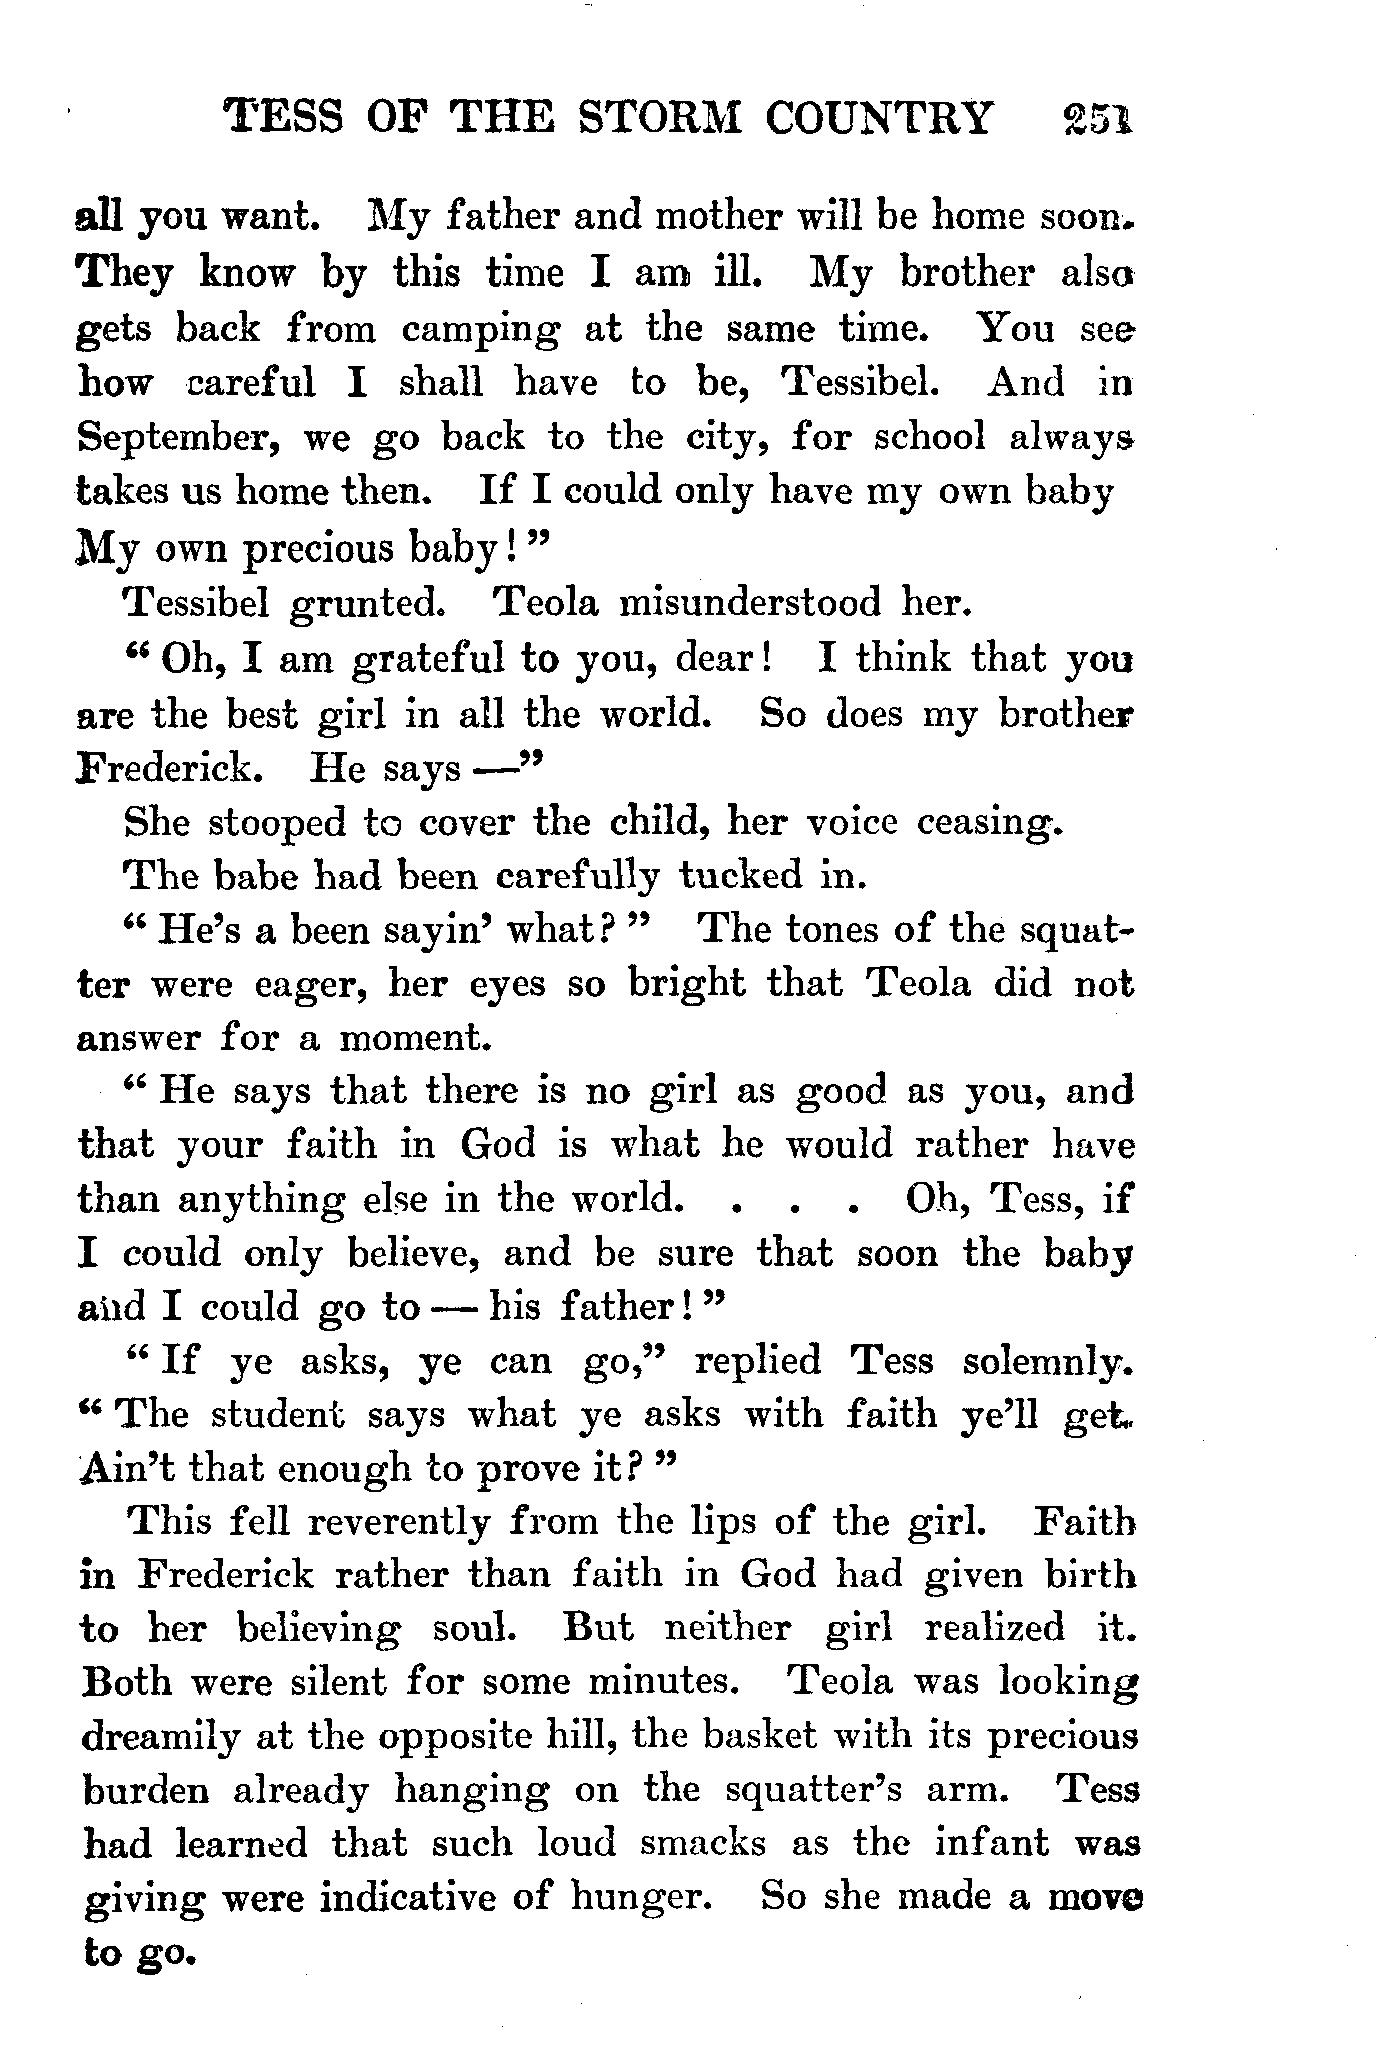 TESS OF THE STORM COUNTRY 251
all you want. My father and mother will be home soon.
They know by this time I am ill. My brother also
gets back from camping at the same time. You see
how careful I shall have to be, Tessibel. And in
September, we go back to the city, for school always
takes us home then. If I could only have my own baby
My own precious baby!"
Tessibel grunted. Teola misunderstood her.
"Oh, I am grateful to you, dear! I think that you
are the best girl in all the world. So does my brother
Frederick. He says —"
She stooped to cover the child, her voice ceasing.
The babe had been carefully tucked in.
"He's a been sayin' what?" The tones of the squat-
ter were eager, her eyes so bright that Teola did not
answer for a moment.
"He says that there is no girl as good as you, and
that your faith in God is what he would rather have
than anything else in the world. . . . Oh, Tess, if
I could only believe, and be sure that soon the baby
and I could go to — his father!"
"If ye asks, ye can go," replied Tess solemnly.
"The student says what ye asks with faith ye'll get.
Ain't that enough to prove it?"
This fell reverently from the lips of the girl. Faith
in Frederick rather than faith in God had given birth
to her believing soul. But neither girl realized it.
Both were silent for some minutes. Teola was looking
dreamily at the opposite hill, the basket with its precious
burden already hanging on the squatter's arm. Tess
had learned that such loud smacks as the infant was
giving were indicative of hunger. So she made a move
to go.